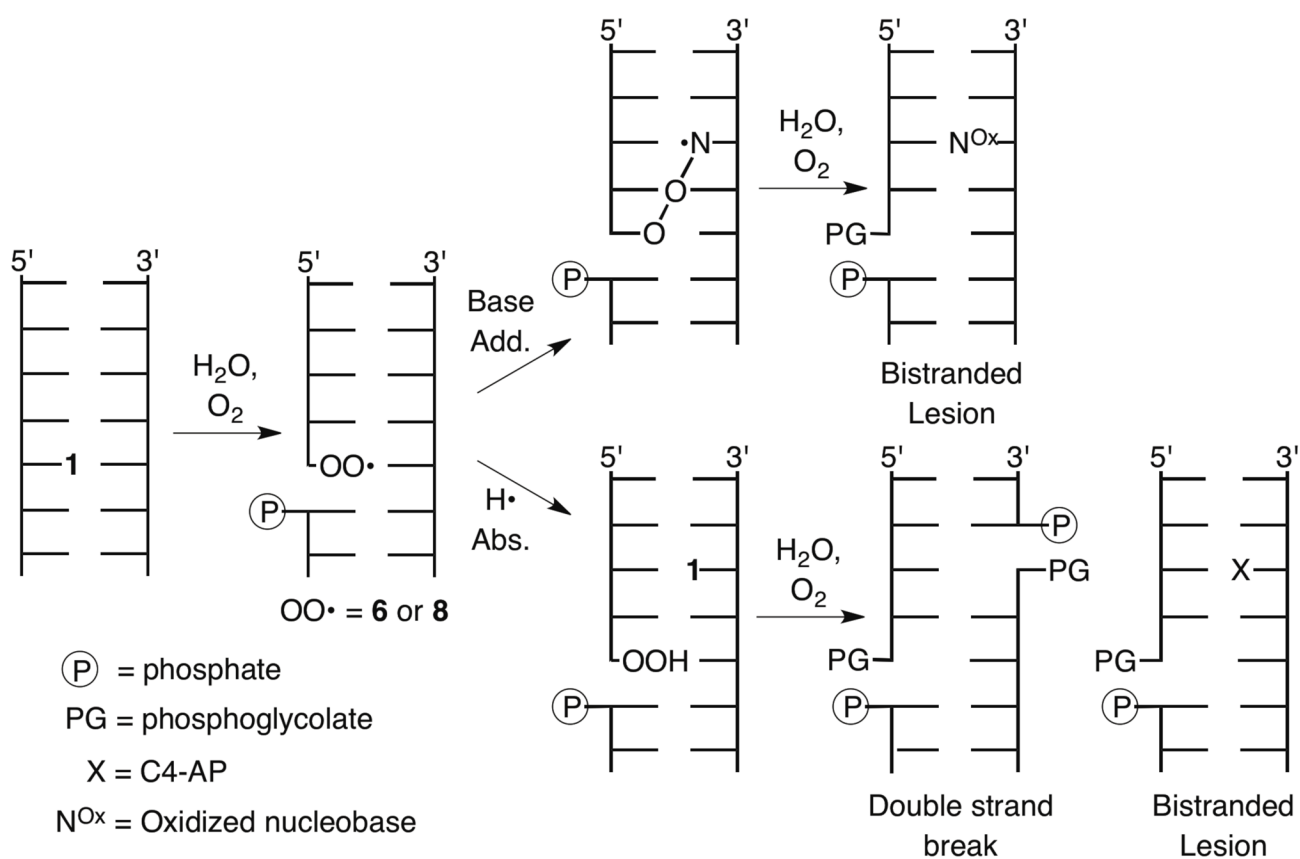 5' 3'
1
H₂O,
O₂
5' 3'
OO•
P
OO• = 6 or 8
Base
Add.
H•
Abs.
5' 3'
•N
O
O
P
H₂O,
O₂
5' 3'
Nᴼˣ
PG
P
Bistranded
Lesion
5' 3'
1
OOH
P
H₂O,
O₂
5' 3'
P
PG
PG
P
Double strand
break
5' 3'
X
PG
P
Bistranded
Lesion
P = phosphate
PG = phosphoglycolate
X = C4-AP
Nᴼˣ = Oxidized nucleobase